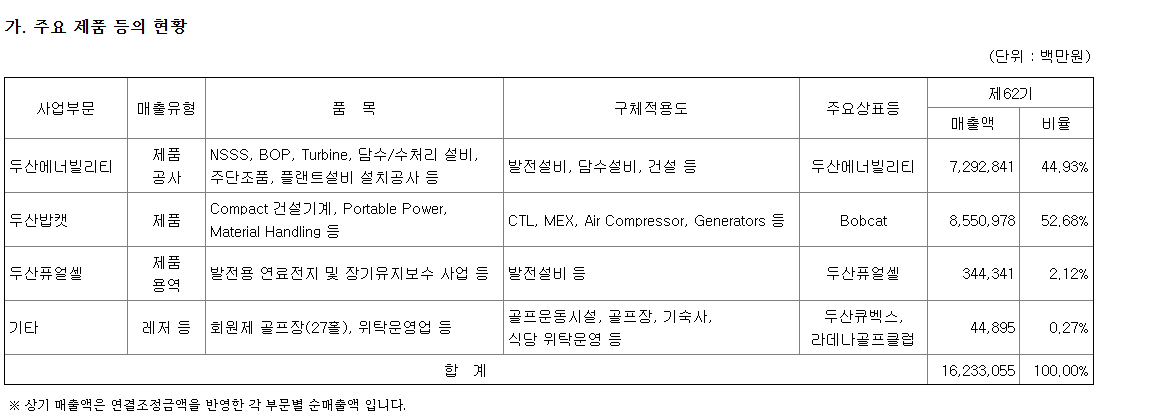 가. 주요 제품 등의 현황
(단위 : 백만원)
사업부문 매출유형 품 목 구체적용도 주요상표등 제62기
매출액 비율
두산에너빌리티 제품 공사 NSSS, BOP, Turbine, 담수/수처리 설비, 주단조품, 플랜트설비 설치공사 등 발전설비, 담수설비, 건설 등 두산에너빌리티 7,292,841 44.93%
두산밥캣 제품 Compact 건설기계, Portable Power, Material Handling 등 CTL, MEX, Air Compressor, Generators 등 Bobcat 8,550,978 52.68%
두산퓨얼셀 제품 용역 발전용 연료전지 및 장기유지보수 사업 등 발전설비 등 두산퓨얼셀 344,341 2.12%
기타 레저 등 회원제 골프장(27홀), 위탁운영업 등 골프운동시설, 골프장, 기숙사, 식당 위탁운영 등 두산큐벡스, 라데나골프클럽 44,895 0.27%
합 계 16,233,055 100.00%
※ 상기 매출액은 연결조정금액을 반영한 각 부문별 순매출액 입니다.